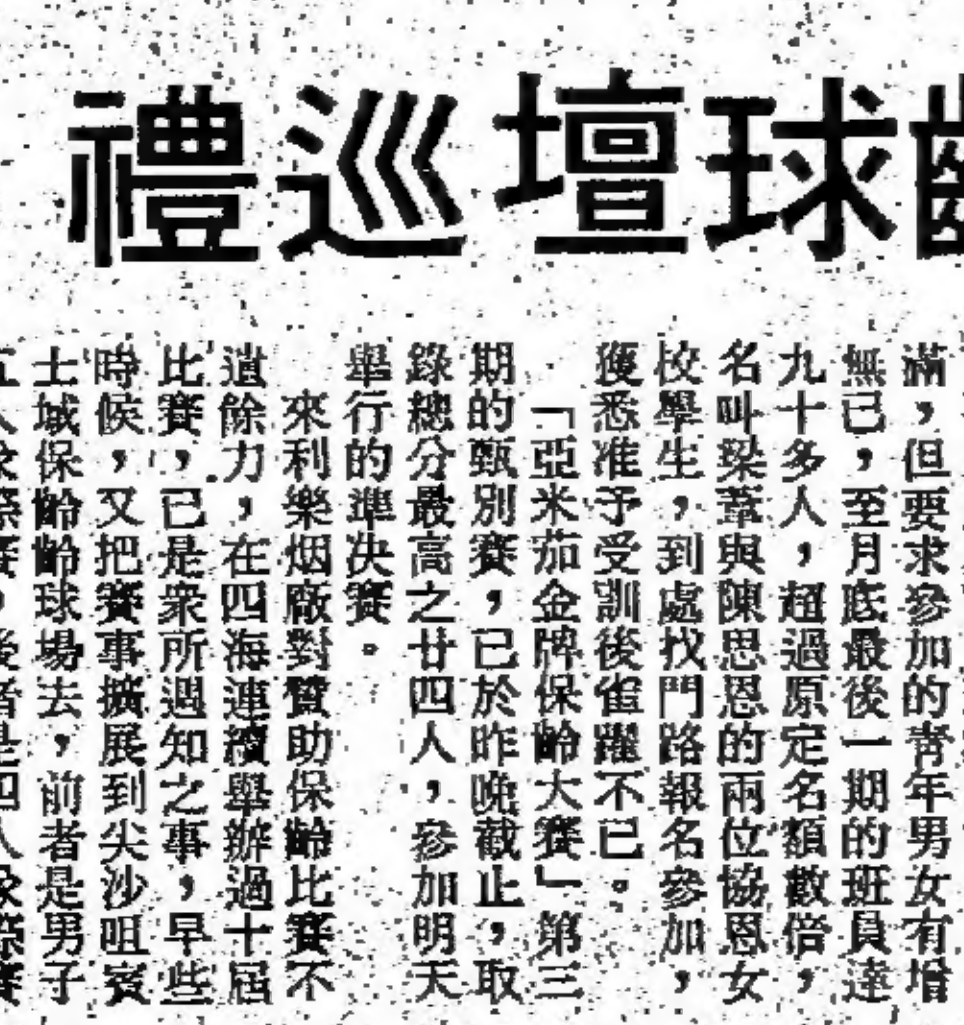 球壇巡禮
滿，但要求參加的青年男女有增
無已，至月底最後一期的班員達
九十多人，超過原定名額數倍，
名叫梁葦與陳思恩的兩位協恩女
校學生，到處找門路報名參加，
獲悉准予受訓後雀躍不已。
「亞米茄金牌保齡大賽」第三
期的甄別賽，已於昨晚截止，取
錄總分最高之廿四人，參加明天
舉行的準决賽。
來利樂烟廠對贊助保齡比賽不
遺餘力，在四海連續舉辦過十屆
比賽，已是衆所週知之事，早些
時候，又把賽事擴展到尖沙咀賓
士城保齡齡球場去，前者是男子